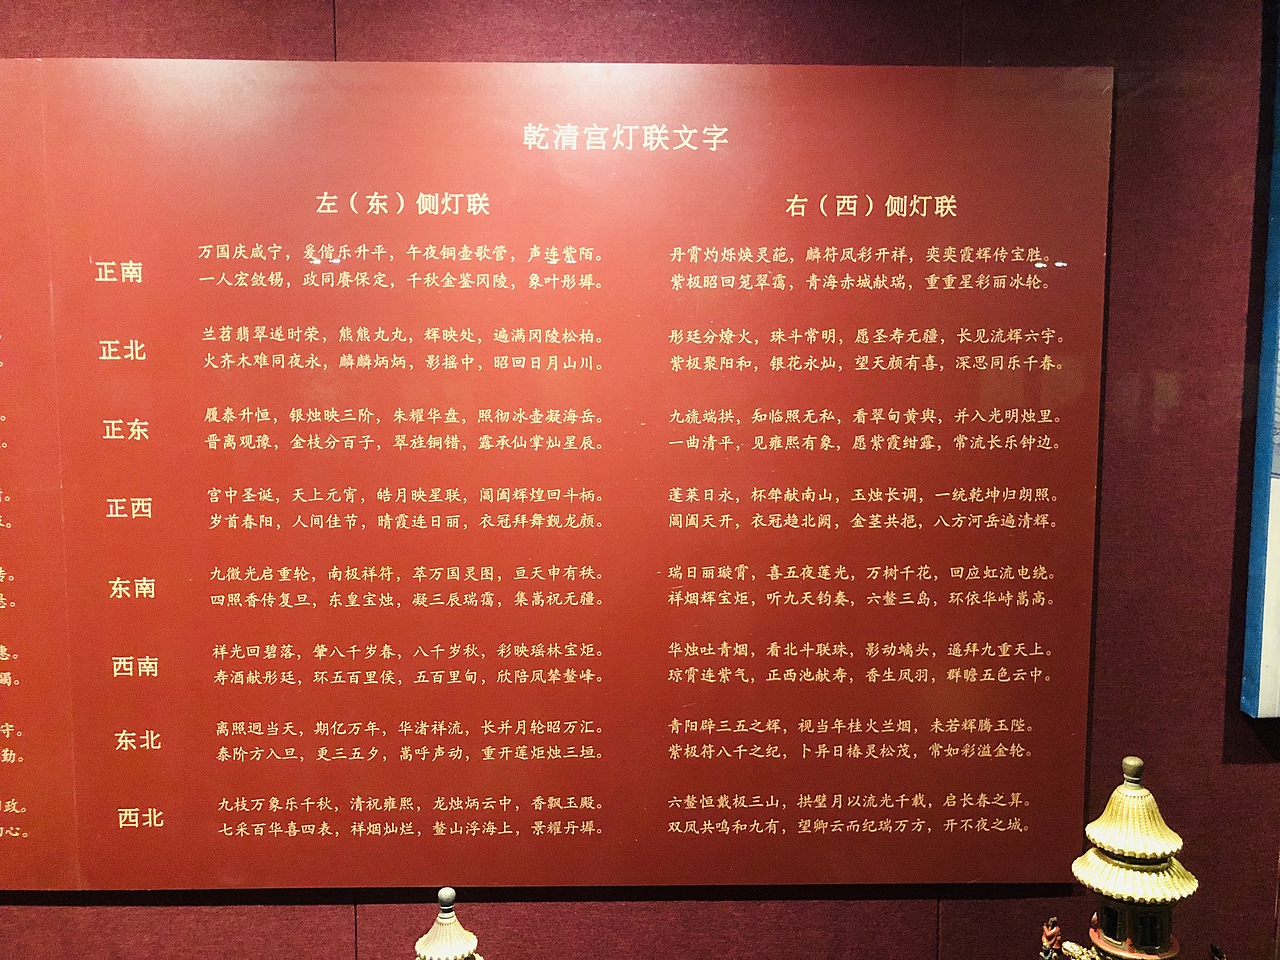 乾清宫灯联文字
左（东）侧灯联
右（西）侧灯联
正南
万国庆咸宁，爰偕乐升平，午夜铜壶歌管，声连紫陌。
一人宏敛锡，政同赓保定，千秋金鉴冈陵，象叶彤墀。
丹霄灼烁焕灵葩，麟符凤彩开祥，奕奕霞辉传宝胜。
紫极昭回笼翠霭，青海赤城献瑞，重重星彩丽冰轮。
正北
兰苕翡翠遂时荣，熊熊丸丸，辉映处，遍满冈陵松柏。
火齐木难同夜永，麟麟炳炳，影摇中，昭回日月山川。
彤廷分燎火，珠斗常明，愿圣寿无疆，长见流辉六宇。
紫极聚阳和，银花永灿，望天颜有喜，深思同乐千春。
正东
履泰升恒，银烛映三阶，朱耀华盘，照彻冰壶凝海岳。
晋离观豫，金枝分百子，翠旌铜错，露承仙掌灿星辰。
九旒端拱，知临照无私，看翠甸黄舆，并入光明烛里。
一曲清平，见雍熙有象，愿紫霞绀露，常流长乐钟边。
正西
宫中圣诞，天上元宵，皓月映星联，阊阖辉煌回斗柄。
岁首春阳，人间佳节，晴霞连日丽，衣冠拜舞觐龙颜。
蓬莱日永，杯斝献南山，玉烛长调，一统乾坤归朗照。
阊阖天开，衣冠趋北阙，金茎共挹，八方河岳遍清辉。
东南
九微光启重轮，南极祥符，萃万国灵图，亘天申有秩。
四照香传复旦，东皇宝烛，凝三辰瑞霭，集嵩祝无疆。
瑞日丽璇霄，喜五夜莲光，万树千花，回应虹流电绕。
祥烟辉宝炬，听九天钧奏，六鳌三岛，环依华峙嵩高。
西南
祥光回碧落，肇八千岁春，八千岁秋，彩映瑶林宝炬。
寿酒献彤廷，环五百里侯，五百里甸，欣陪凤辇鳌峰。
华烛吐青烟，看北斗联珠，影动螭头，遥拜九重天上。
琼霄连紫气，正西池献寿，香生凤羽，群瞻五色云中。
东北
离照迥当天，期亿万年，华渚祥流，长并月轮昭万汇。
泰阶方入旦，更三五夕，嵩呼声动，重开莲炬烛三垣。
青阳辟三五之辉，视当年桂火兰烟，未若辉腾玉陛。
紫极符八千之纪，卜异日椿灵松茂，常如彩溢金轮。
西北
九枝万象乐千秋，清祝雍熙，龙烛炳云中，香飘玉殿。
七采百华喜四表，祥烟灿烂，鳌山浮海上，景耀丹墀。
六鳌恒戴极三山，拱璧月以流光千载，启长春之算。
双凤共鸣和九有，望卿云而纪瑞万方，开不夜之城。